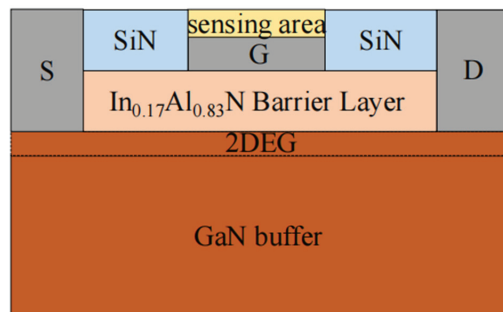 sensing area
S SiN G SiN D
In₀.₁₇Al₀.₈₃N Barrier Layer
2DEG
GaN buffer